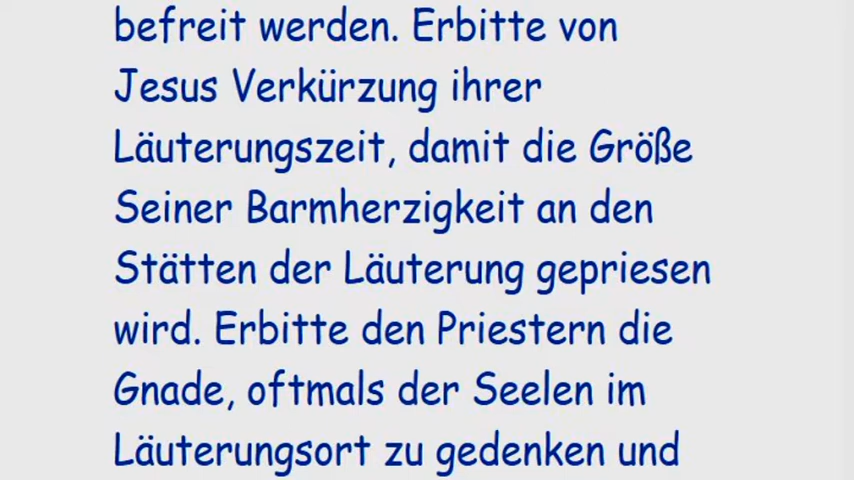 befreit werden. Erbitte von
Jesus Verkürzung ihrer
Läuterungszeit, damit die Größe
Seiner Barmherzigkeit an den
Stätten der Läuterung gepriesen
wird. Erbitte den Priestern die
Gnade, oftmals der Seelen im
Läuterungsort zu gedenken und